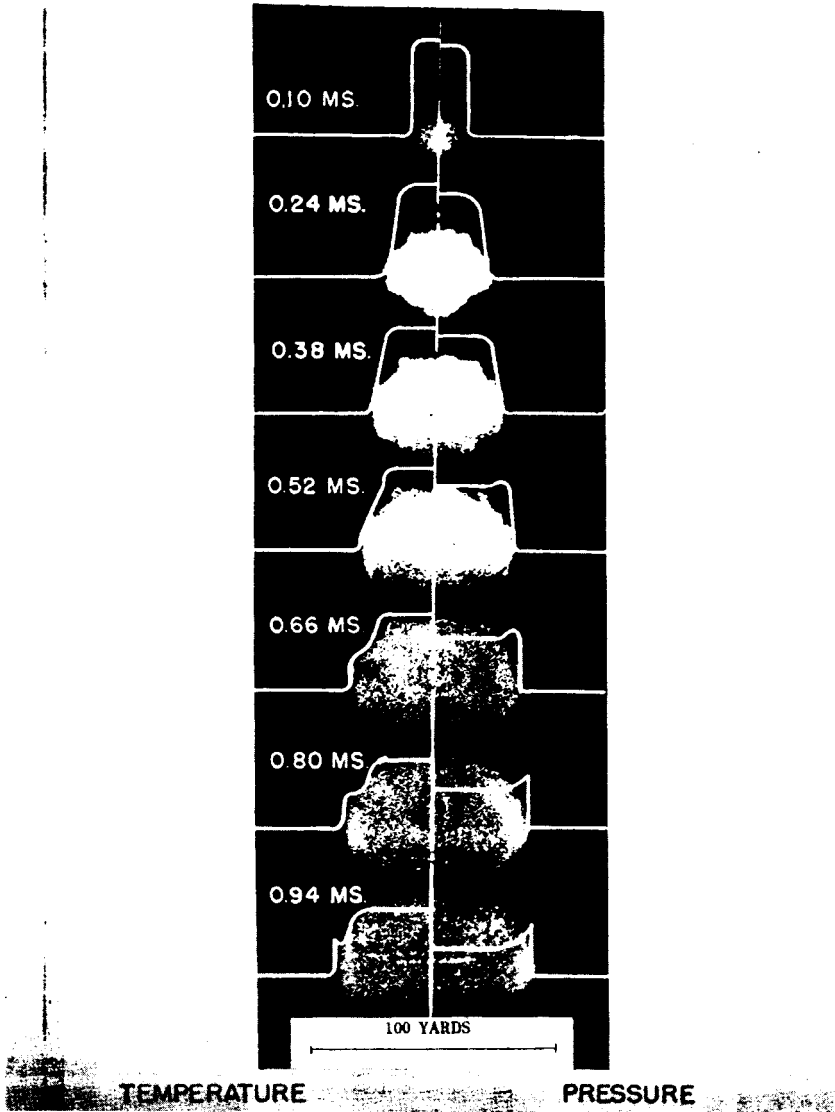 0.10 MS.
0.24 MS.
0.38 MS.
0.52 MS.
0.66 MS.
0.80 MS.
0.94 MS.
100 YARDS
TEMPERATURE PRESSURE